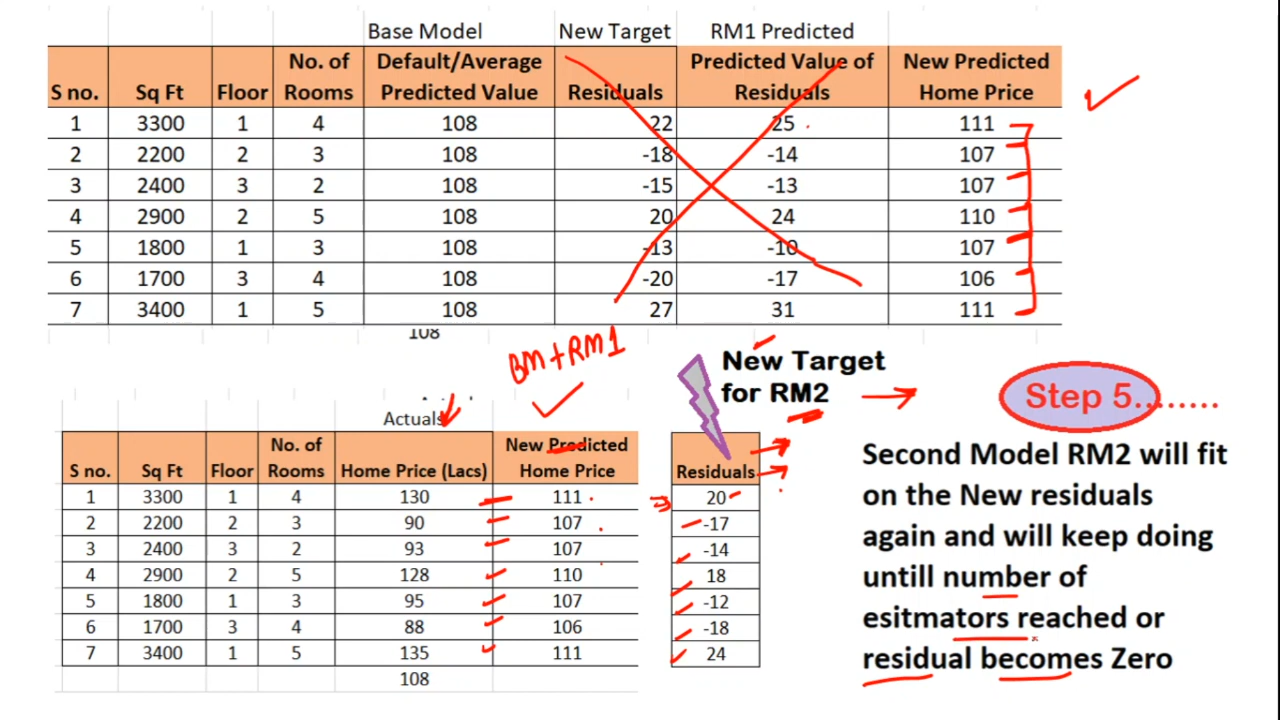 Base Model New Target RM1 Predicted
S no. Sq Ft Floor No. of Rooms Default/Average Predicted Value Residuals Predicted Value of Residuals New Predicted Home Price
1 3300 1 4 108 22 25 111
2 2200 2 3 108 -18 -14 107
3 2400 3 2 108 -15 -13 107
4 2900 2 5 108 20 24 110
5 1800 1 3 108 -13 -10 107
6 1700 3 4 108 -20 -17 106
7 3400 1 5 108 27 31 111
108
BM+RM1
New Target
for RM2
Step 5........
Actuals
S no. Sq Ft Floor No. of Rooms Home Price (Lacs) New Predicted Home Price Residuals
1 3300 1 4 130 111 20
2 2200 2 3 90 107 -17
3 2400 3 2 93 107 -14
4 2900 2 5 128 110 18
5 1800 1 3 95 107 -12
6 1700 3 4 88 106 -18
7 3400 1 5 135 111 24
108
Second Model RM2 will fit
on the New residuals
again and will keep doing
untill number of
esitmators reached or
residual becomes Zero